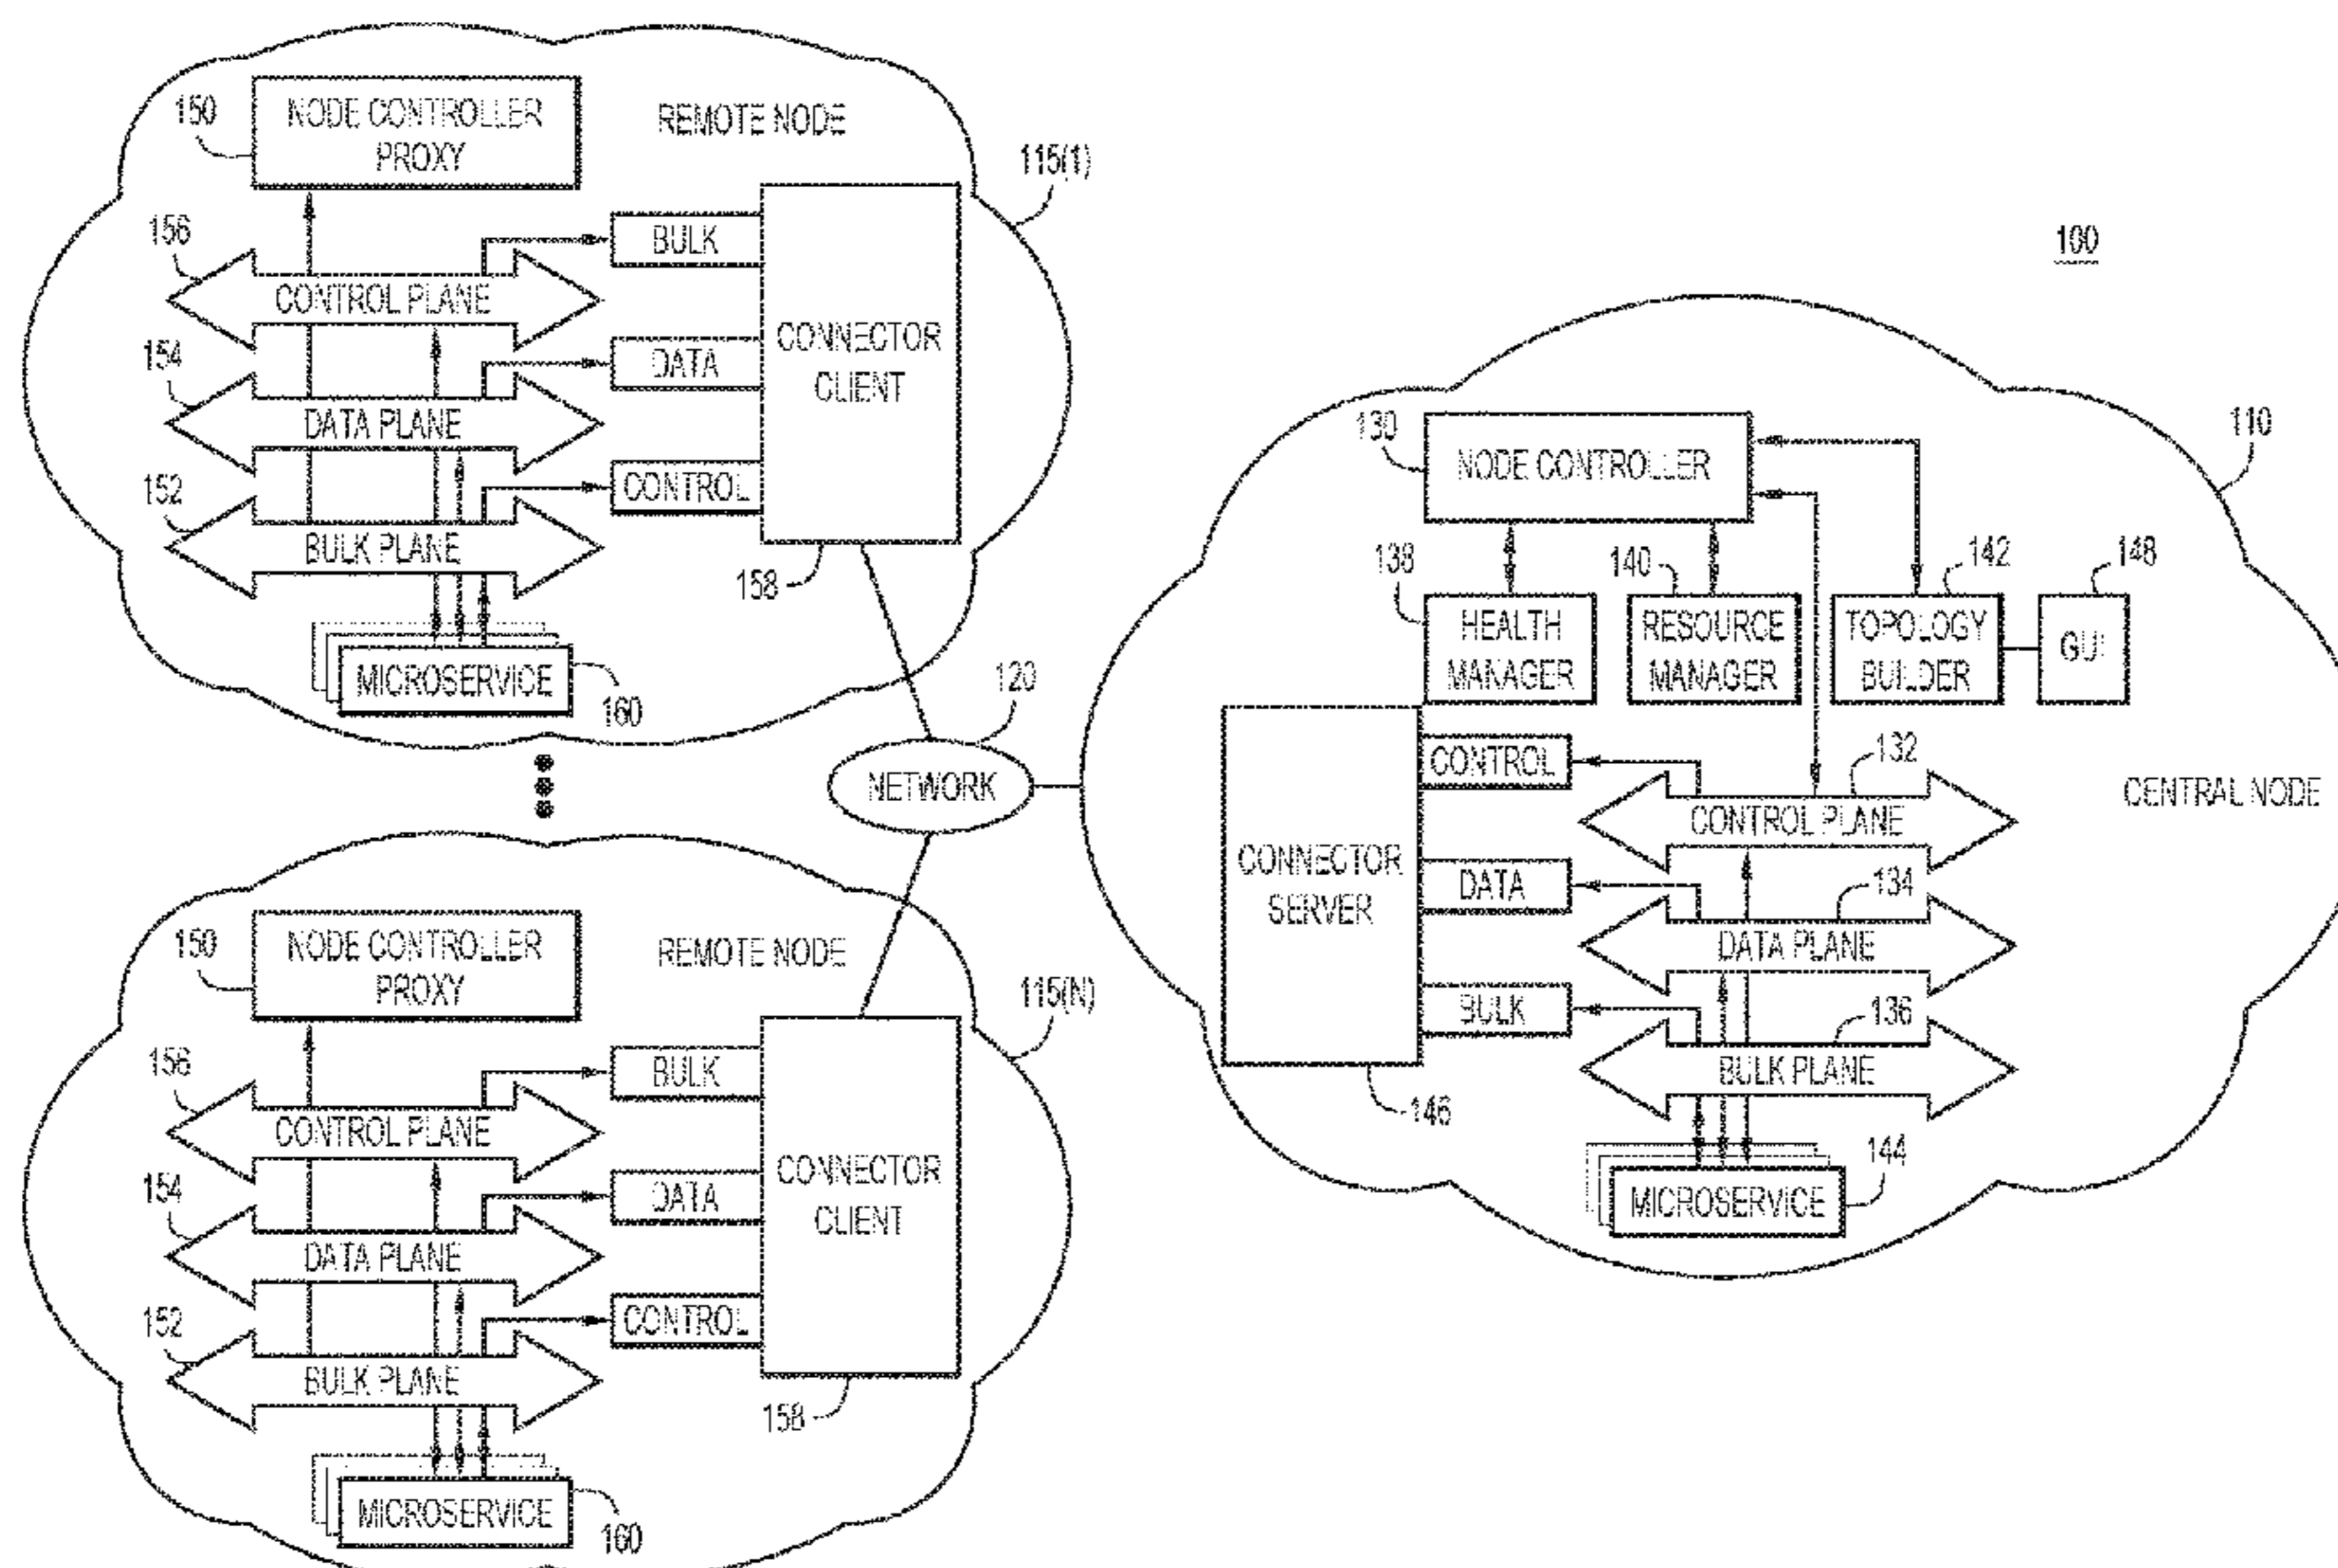 150
NODE CONTROLLER
PROXY
REMOTE NODE
115(1)
156
BULK
CONTROL PLANE
154
DATA
CONNECTOR
CLIENT
DATA PLANE
152
CONTROL
BULK PLANE
158
MICROSERVICE
160
120
NETWORK
150
NODE CONTROLLER
PROXY
REMOTE NODE
115(N)
156
BULK
CONTROL PLANE
154
DATA
CONNECTOR
CLIENT
DATA PLANE
152
CONTROL
BULK PLANE
158
MICROSERVICE
160
100
110
130
NODE CONTROLLER
138
140
142
148
HEALTH
MANAGER
RESOURCE
MANAGER
TOPOLOGY
BUILDER
GUI
CONTROL
132
CONTROL PLANE
CENTRAL NODE
CONNECTOR
SERVER
DATA
134
DATA PLANE
BULK
136
BULK PLANE
146
144
MICROSERVICE